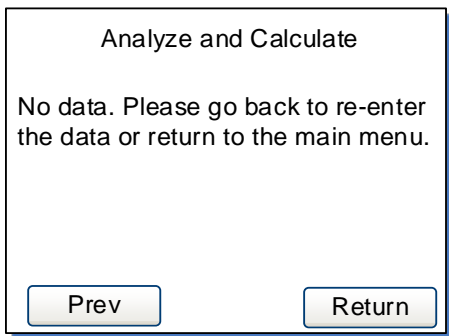 Analyze and Calculate
No data. Please go back to re-enter
the data or return to the main menu.
Prev
Return